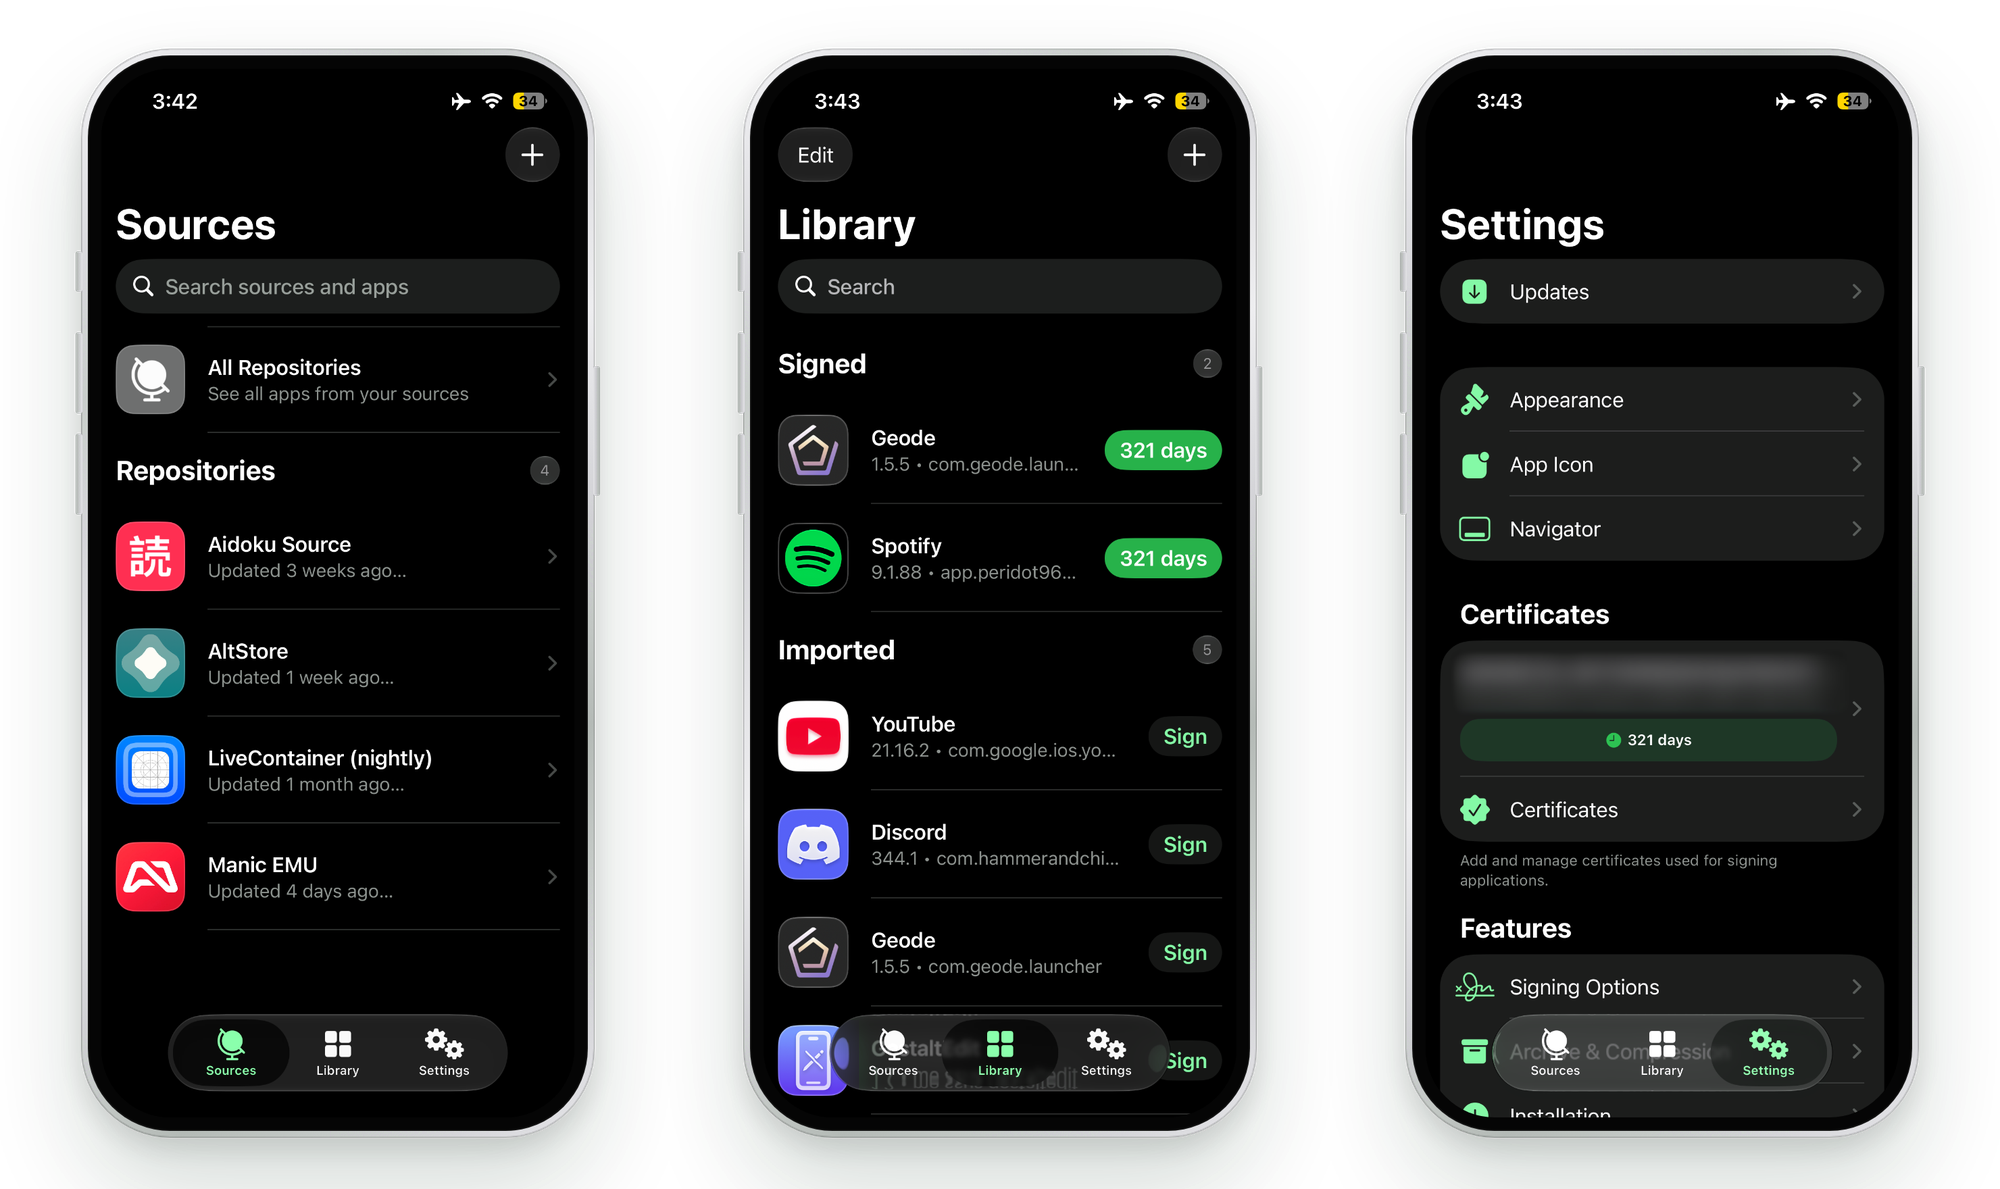 3:42
34
Sources
Search sources and apps
All Repositories
See all apps from your sources
Repositories
4
読
Aidoku Source
Updated 3 weeks ago...
AltStore
Updated 1 week ago...
LiveContainer (nightly)
Updated 1 month ago...
Manic EMU
Updated 4 days ago...
Sources
Library
Settings
3:43
34
Edit
Library
Search
Signed
2
Geode
1.5.5 • com.geode.laun...
321 days
Spotify
9.1.88 • app.peridot96...
321 days
Imported
5
YouTube
21.16.2 • com.google.ios.yo...
Sign
Discord
344.1 • com.hammerandchi...
Sign
Geode
1.5.5 • com.geode.launcher
Sign
Sign
Sources
Library
Settings
3:43
34
Settings
Updates
Appearance
App Icon
Navigator
Certificates
321 days
Certificates
Add and manage certificates used for signing
applications.
Features
Signing Options
Archive & Compression
Installation
Sources
Library
Settings